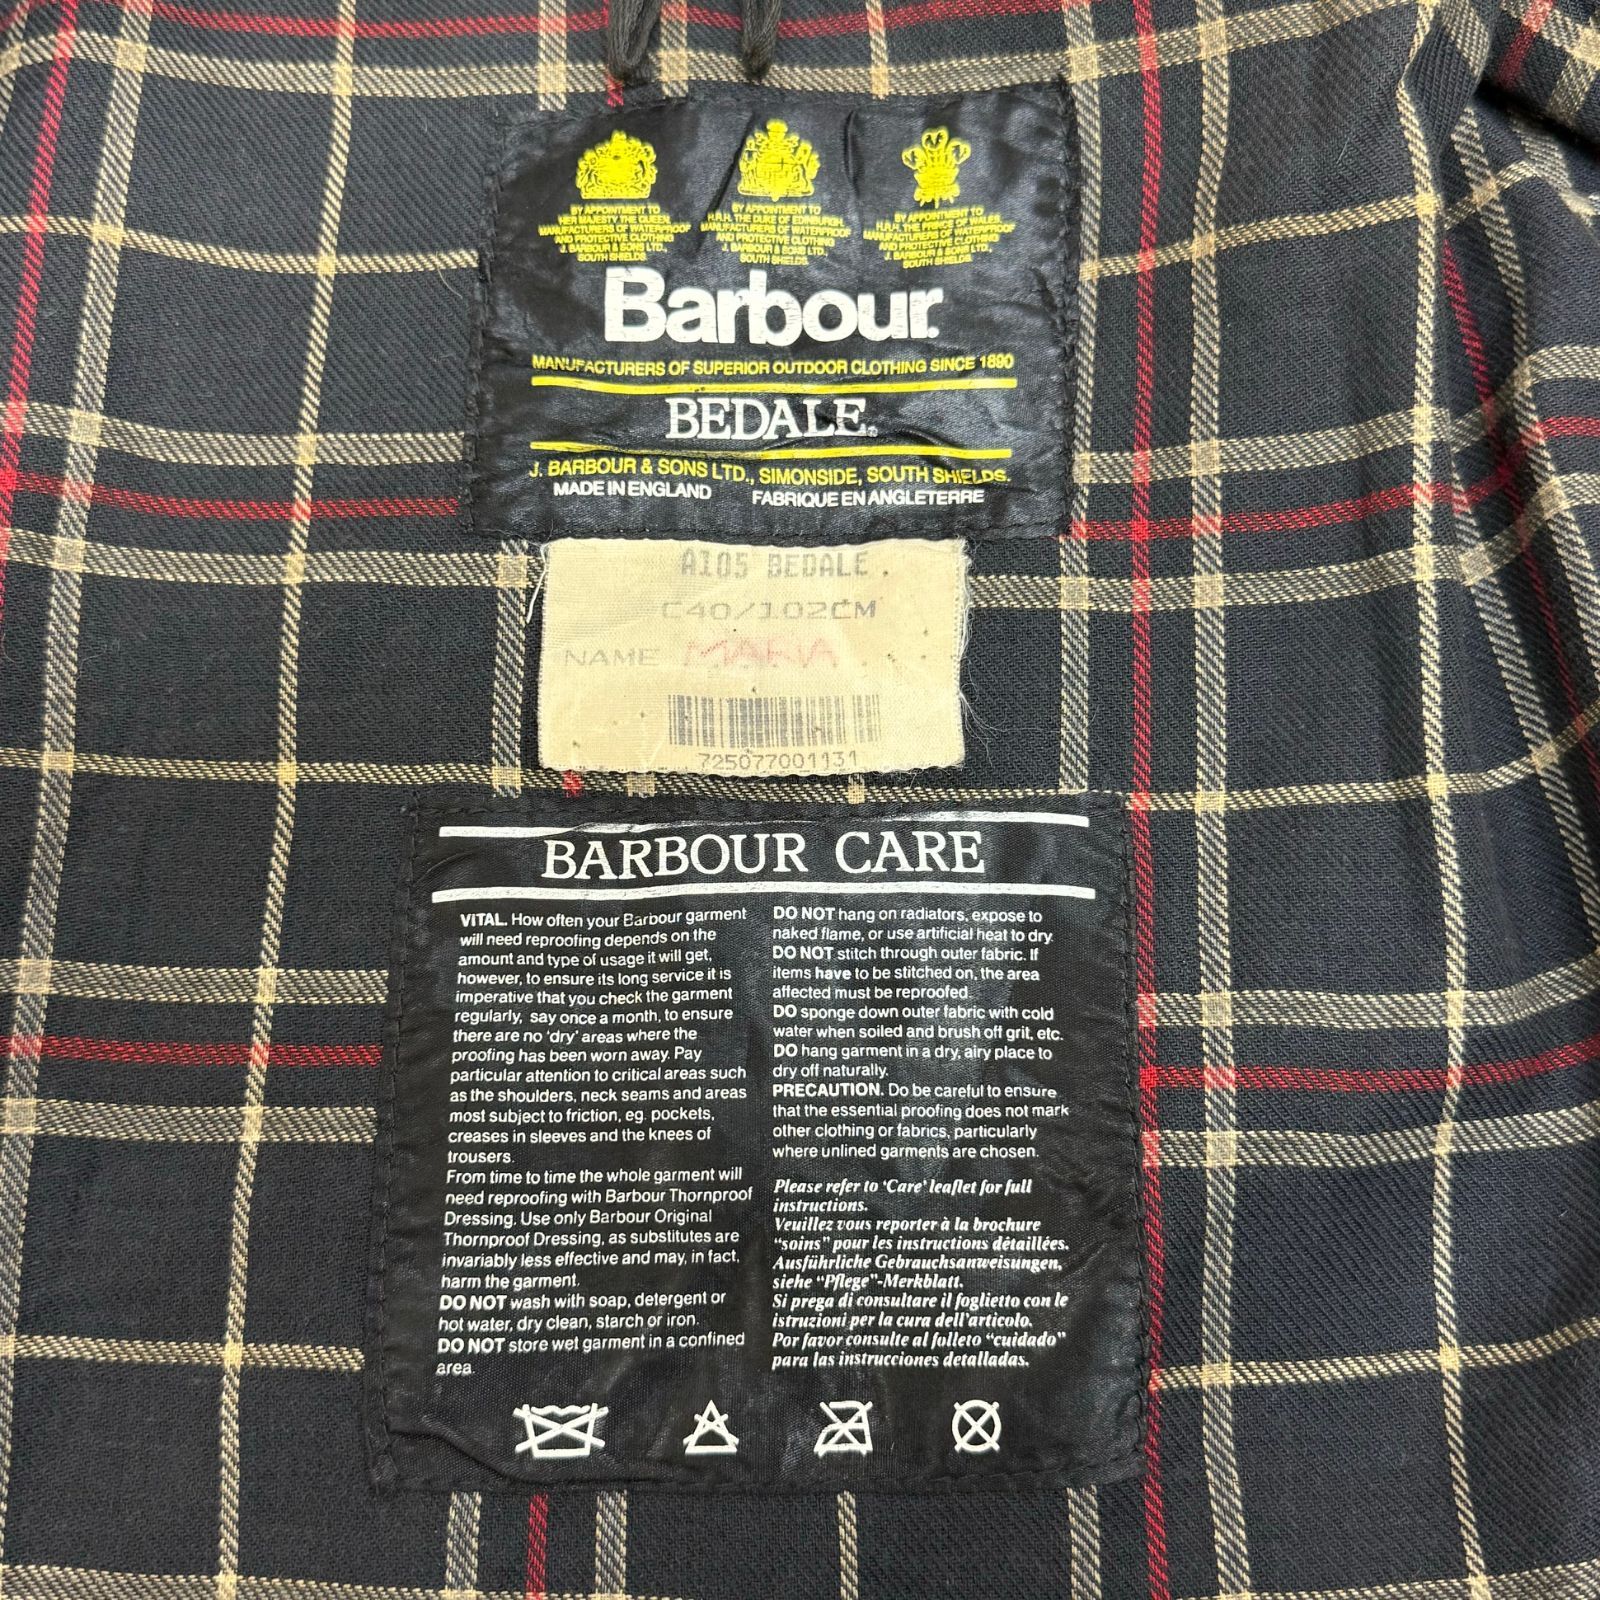 BY APPOINTMENT TO
HER MAJESTY THE QUEEN
MANUFACTURERS OF WATERPROOF
AND PROTECTIVE CLOTHING
J. BARBOUR & SONS LTD.,
SOUTH SHIELDS.
BY APPOINTMENT TO
H.R.H. THE DUKE OF EDINBURGH,
MANUFACTURERS OF WATERPROOF
AND PROTECTIVE CLOTHING
J. BARBOUR & SONS LTD.,
SOUTH SHIELDS.
BY APPOINTMENT TO
H.R.H. THE PRINCE OF WALES,
MANUFACTURERS OF WATERPROOF
AND PROTECTIVE CLOTHING
J. BARBOUR & SONS LTD.,
SOUTH SHIELDS.
Barbour.
MANUFACTURERS OF SUPERIOR OUTDOOR CLOTHING SINCE 1890
BEDALE®
J. BARBOUR & SONS LTD., SIMONSIDE, SOUTH SHIELDS.
MADE IN ENGLAND FABRIQUE EN ANGLETERRE
A105 BEDALE.
C40/102CM
NAME MARIA
725077001131
BARBOUR CARE
VITAL. How often your Barbour garment
will need reproofing depends on the
amount and type of usage it will get,
however, to ensure its long service it is
imperative that you check the garment
regularly, say once a month, to ensure
there are no 'dry' areas where the
proofing has been worn away. Pay
particular attention to critical areas such
as the shoulders, neck seams and areas
most subject to friction, eg. pockets,
creases in sleeves and the knees of
trousers.
From time to time the whole garment will
need reproofing with Barbour Thornproof
Dressing. Use only Barbour Original
Thornproof Dressing, as substitutes are
invariably less effective and may, in fact,
harm the garment.
DO NOT wash with soap, detergent or
hot water, dry clean, starch or iron.
DO NOT store wet garment in a confined
area.
DO NOT hang on radiators, expose to
naked flame, or use artificial heat to dry.
DO NOT stitch through outer fabric. If
items have to be stitched on, the area
affected must be reproofed.
DO sponge down outer fabric with cold
water when soiled and brush off grit, etc.
DO hang garment in a dry, airy place to
dry off naturally.
PRECAUTION. Do be careful to ensure
that the essential proofing does not mark
other clothing or fabrics, particularly
where unlined garments are chosen.
Please refer to 'Care' leaflet for full
instructions.
Veuillez vous reporter à la brochure
"soins" pour les instructions détaillées.
Ausführliche Gebrauchsanweisungen,
siehe "Pflege"-Merkblatt.
Si prega di consultare il foglietto con le
istruzioni per la cura dell'articolo.
Por favor consulte al folleto "cuidado"
para las instrucciones detalladas.